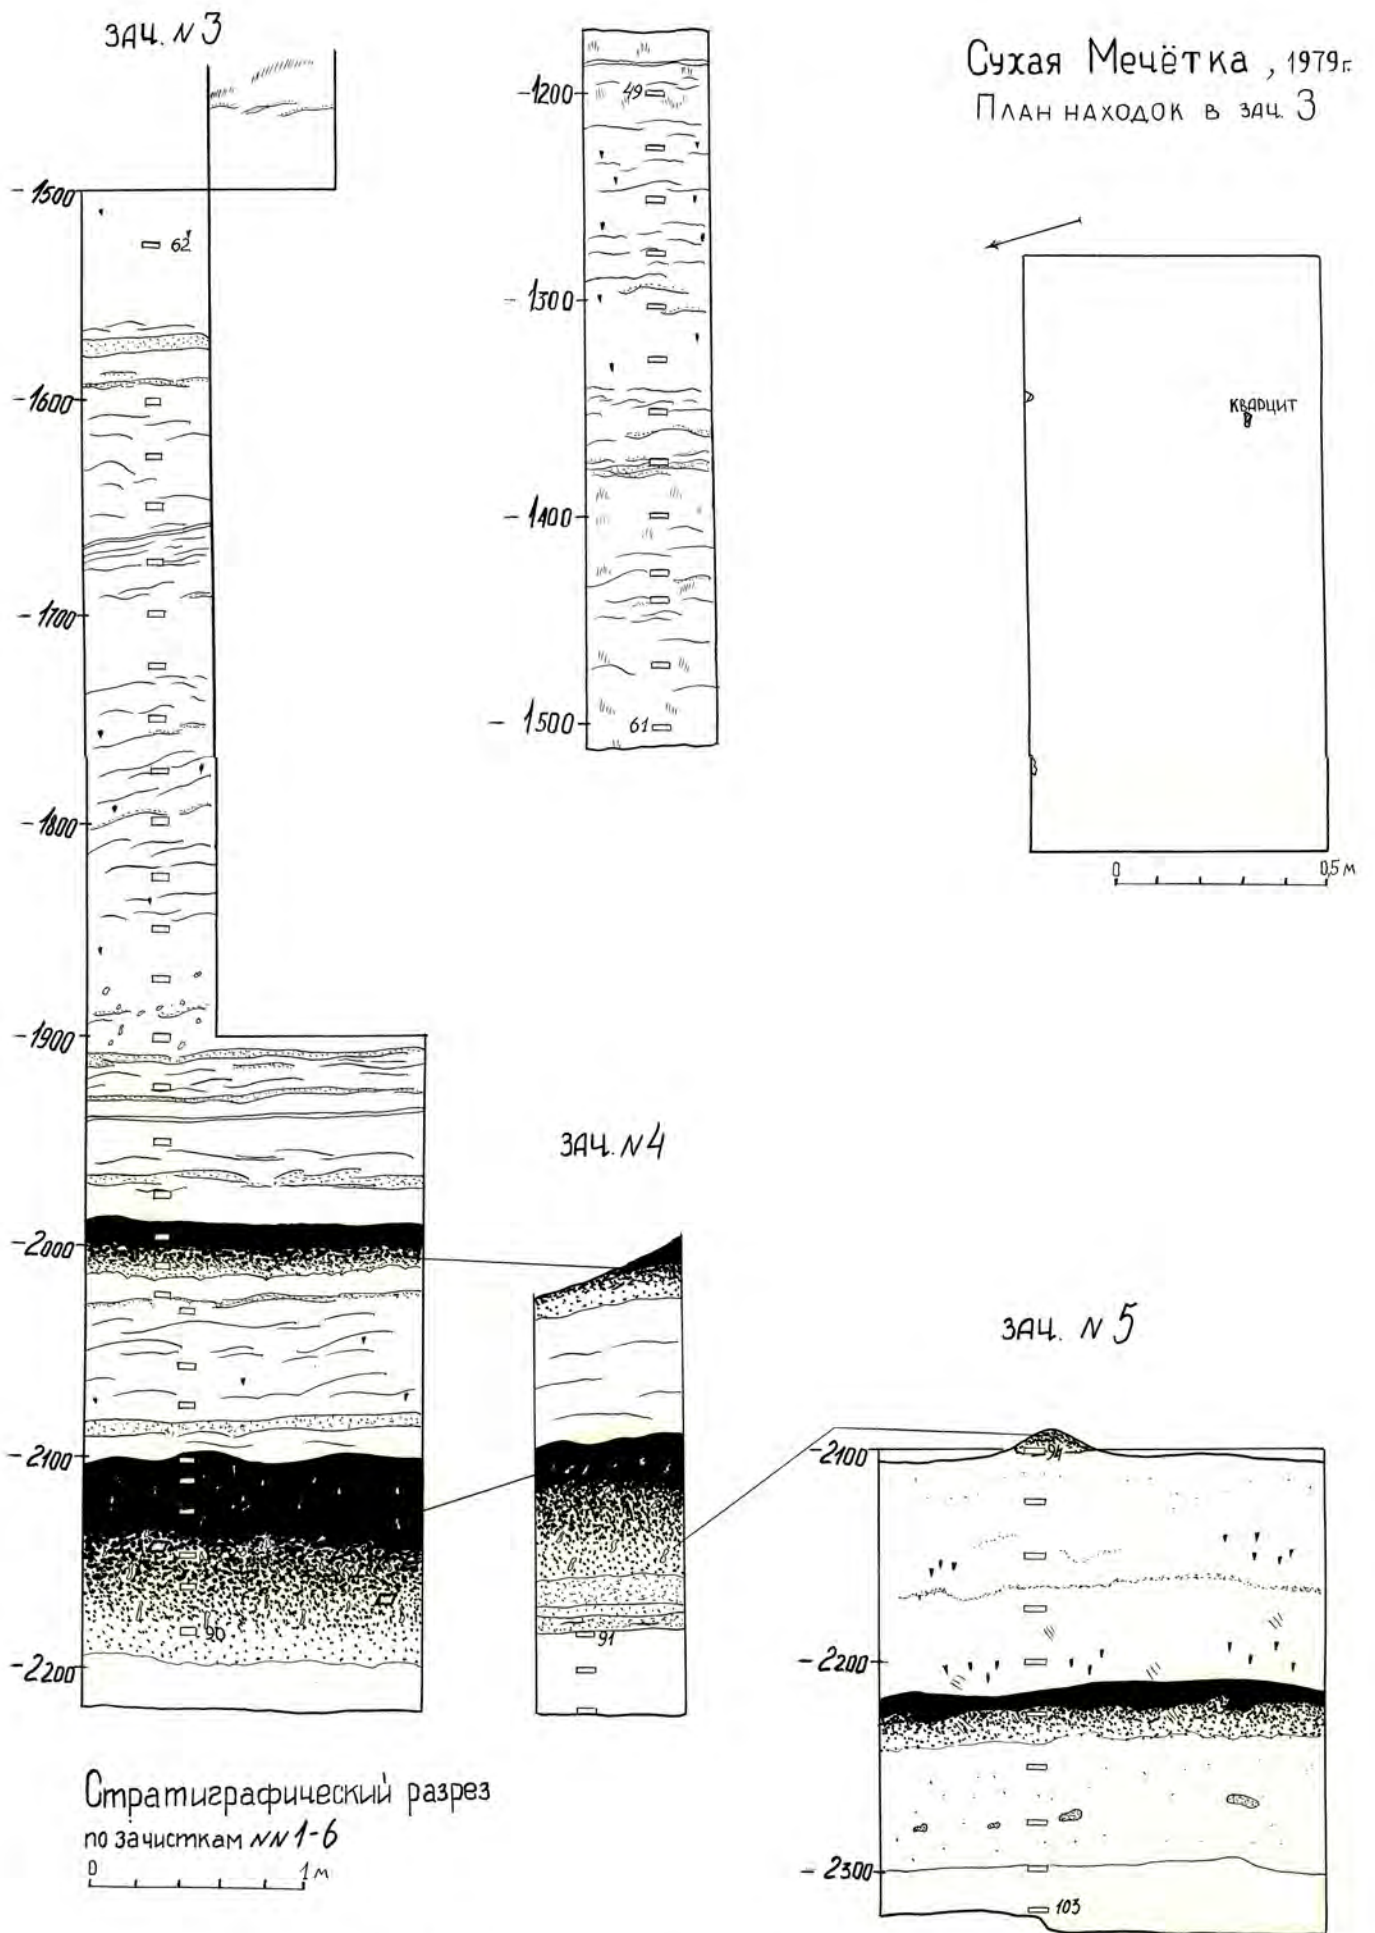 ЗАЧ. N 3
-1500
62
-1600
-1700
-1800
-1900
-2000
-2100
90
-2200
-1200
49
-1300
-1400
-1500
61
Сухая Мечётка, 1979г.
План находок в зач. 3
КВАРЦИТ
0 0,5 м
ЗАЧ. N 4
91
ЗАЧ. N 5
-2100
94
-2200
-2300
103
Стратиграфический разрез
по зачисткам NN 1-6
0 1 м